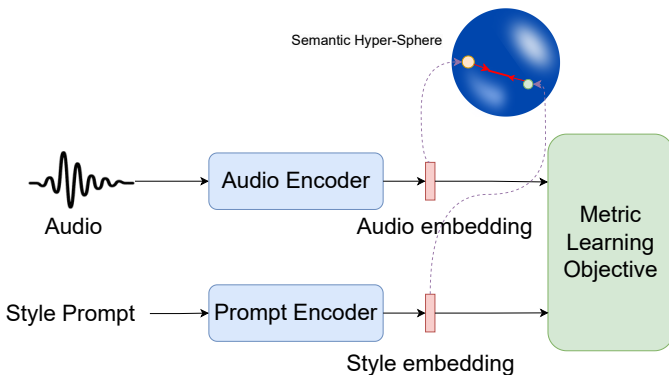 Semantic Hyper-Sphere
Audio Encoder
Audio
Audio embedding
Metric
Learning
Objective
Style Prompt
Prompt Encoder
Style embedding